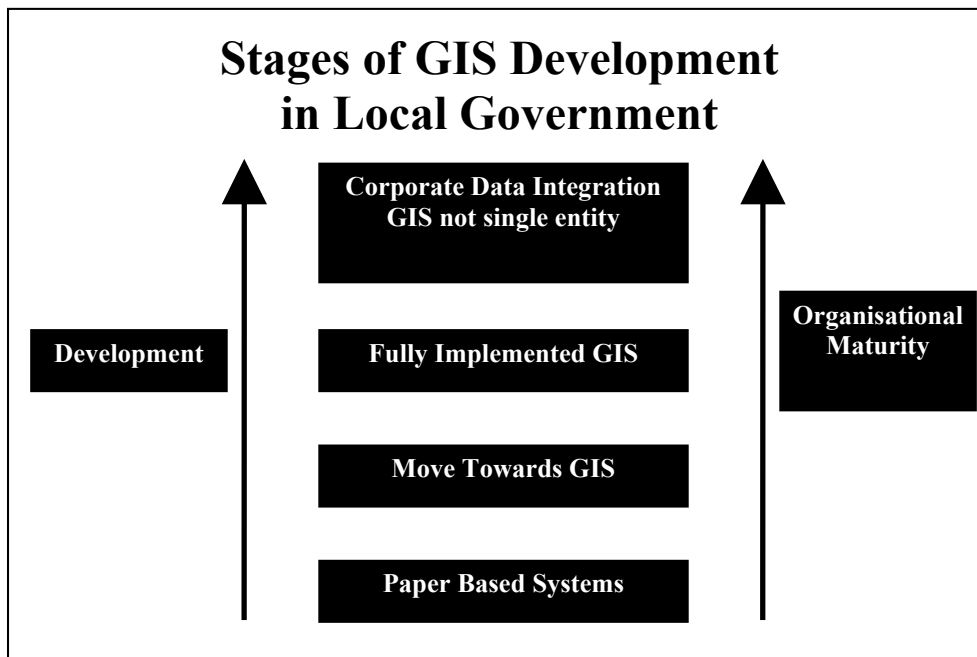 Stages of GIS Development
in Local Government
Corporate Data Integration
GIS not single entity
Development
Fully Implemented GIS
Organisational
Maturity
Move Towards GIS
Paper Based Systems